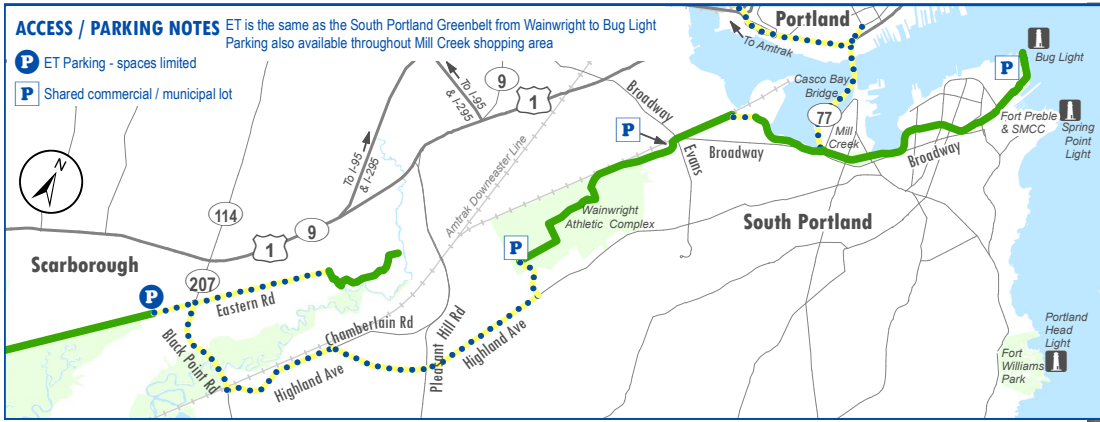 ACCESS / PARKING NOTES
ET is the same as the South Portland Greenbelt from Wainwright to Bug Light
Parking also available throughout Mill Creek shopping area
P ET Parking - spaces limited
P Shared commercial / municipal lot
N
Portland
To Amtrak
Bug Light
P
Casco Bay
Bridge
77
Mill
Creek
Fort Preble
& SMCC
Spring
Point
Light
To I-95
& I-295
9
1
Broadway
P
Evans
Broadway
Broadway
To I-95
& I-295
Amtrak Downeaster Line
Wainwright
Athletic Complex
South Portland
114
9
1
P
Scarborough
207
P
Eastern Rd
Black Point Rd
Chamberlain Rd
Highland Ave
Pleasant Hill Rd
Highland Ave
Portland
Head
Light
Fort
Williams
Park